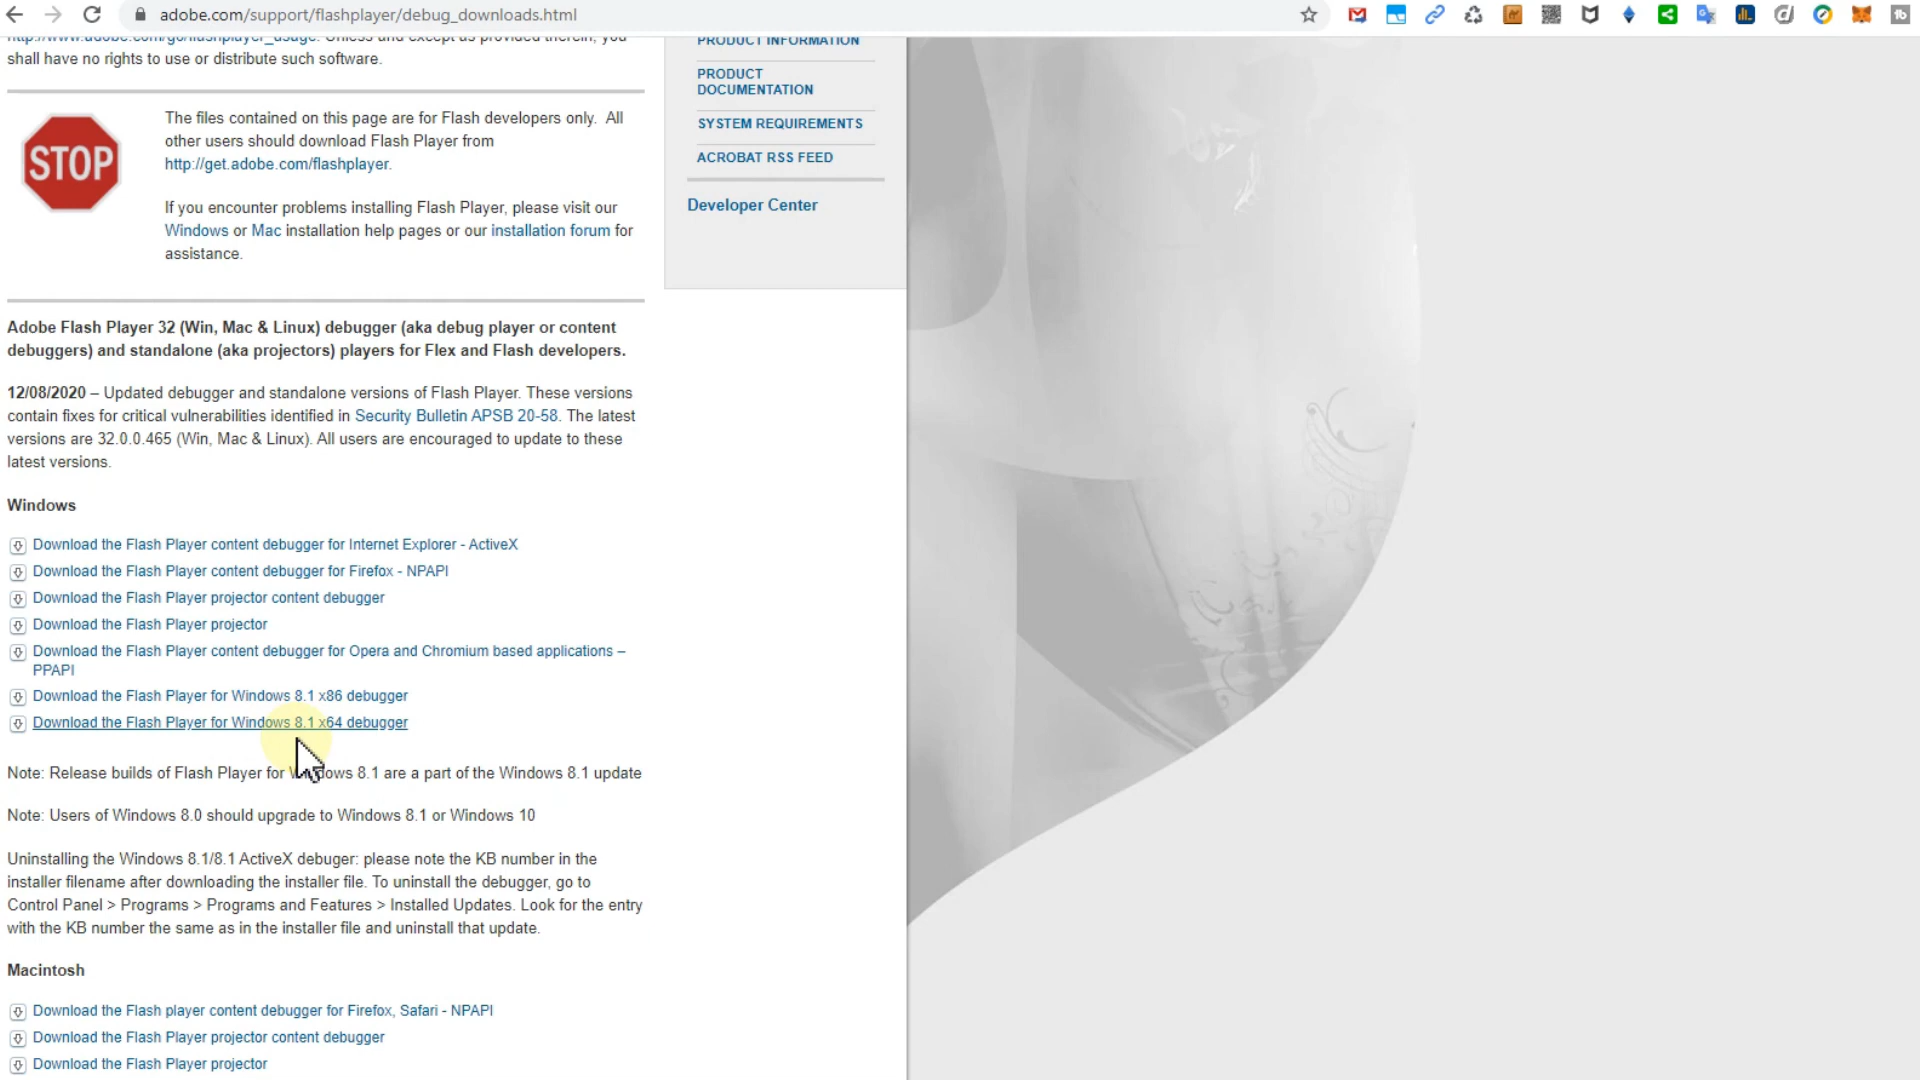 adobe.com/support/flashplayer/debug_downloads.html
http://www.adobe.com/go/flashplayer_usage. Unless and except as provided therein, you
shall have no rights to use or distribute such software.
PRODUCT INFORMATION
PRODUCT
DOCUMENTATION
SYSTEM REQUIREMENTS
ACROBAT RSS FEED
Developer Center
STOP
The files contained on this page are for Flash developers only. All
other users should download Flash Player from
http://get.adobe.com/flashplayer.
If you encounter problems installing Flash Player, please visit our
Windows or Mac installation help pages or our installation forum for
assistance.
Adobe Flash Player 32 (Win, Mac & Linux) debugger (aka debug player or content
debuggers) and standalone (aka projectors) players for Flex and Flash developers.
12/08/2020 – Updated debugger and standalone versions of Flash Player. These versions
contain fixes for critical vulnerabilities identified in Security Bulletin APSB 20-58. The latest
versions are 32.0.0.465 (Win, Mac & Linux). All users are encouraged to update to these
latest versions.
Windows
Download the Flash Player content debugger for Internet Explorer - ActiveX
Download the Flash Player content debugger for Firefox - NPAPI
Download the Flash Player projector content debugger
Download the Flash Player projector
Download the Flash Player content debugger for Opera and Chromium based applications –
PPAPI
Download the Flash Player for Windows 8.1 x86 debugger
Download the Flash Player for Windows 8.1 x64 debugger
Note: Release builds of Flash Player for Windows 8.1 are a part of the Windows 8.1 update
Note: Users of Windows 8.0 should upgrade to Windows 8.1 or Windows 10
Uninstalling the Windows 8.1/8.1 ActiveX debuger: please note the KB number in the
installer filename after downloading the installer file. To uninstall the debugger, go to
Control Panel > Programs > Programs and Features > Installed Updates. Look for the entry
with the KB number the same as in the installer file and uninstall that update.
Macintosh
Download the Flash player content debugger for Firefox, Safari - NPAPI
Download the Flash Player projector content debugger
Download the Flash Player projector